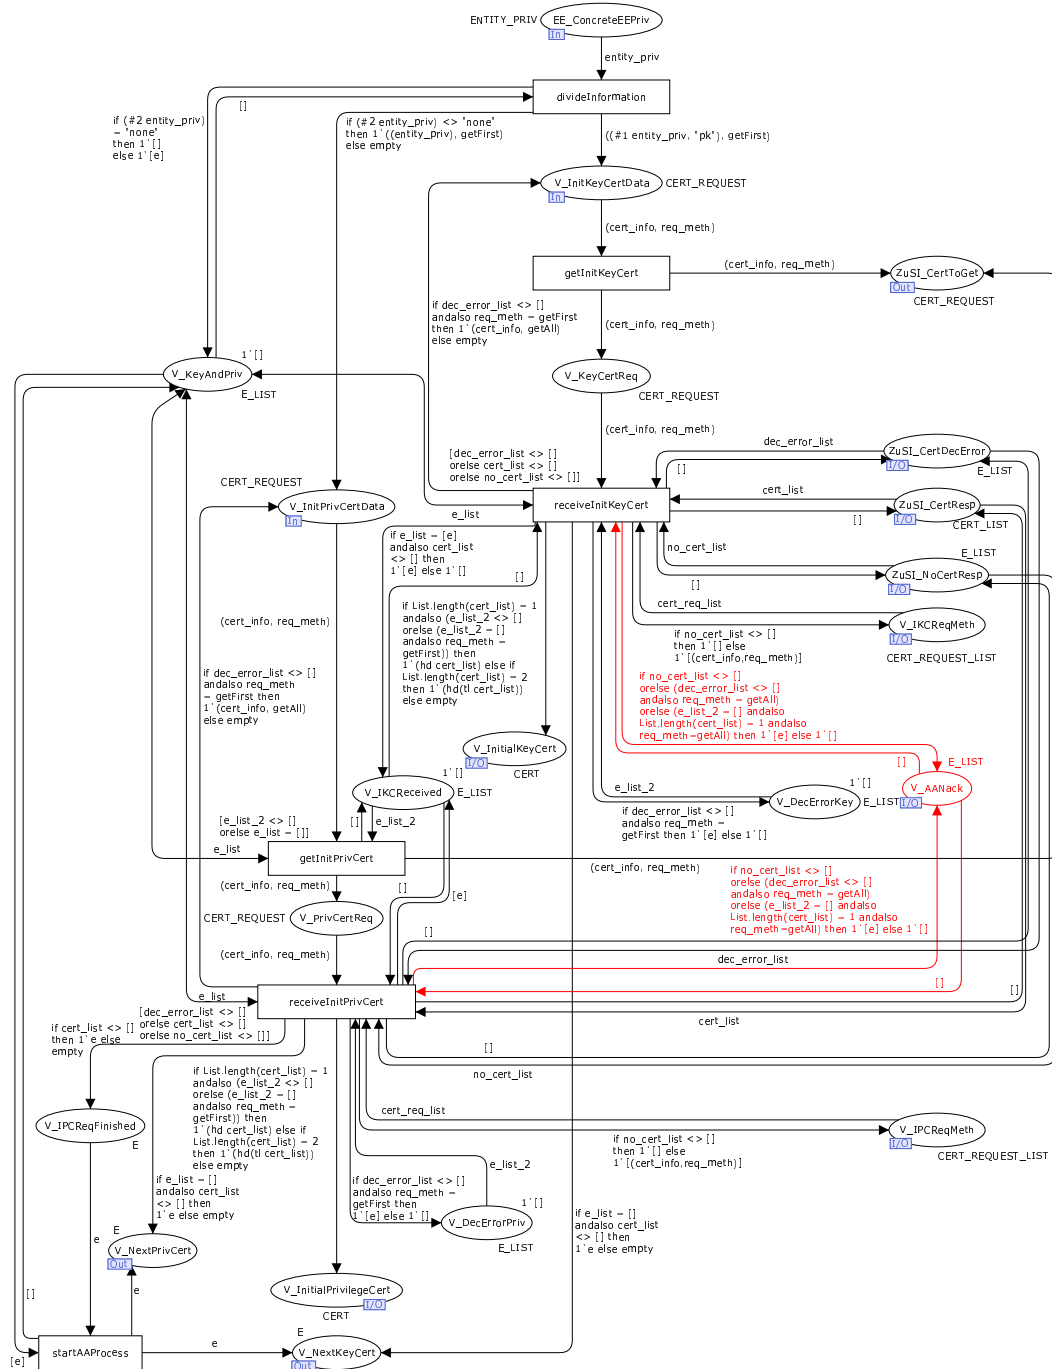 ENTITY_PRIV
EE_ConcreteEEPriv
In
entity_priv
divideInformation
[]
if (#2 entity_priv)
= "none"
then 1`[]
else 1`[e]
if (#2 entity_priv) <> "none"
then 1`((entity_priv), getFirst)
else empty
((#1 entity_priv, "pk"), getFirst)
V_InitKeyCertData
CERT_REQUEST
In
(cert_info, req_meth)
getInitKeyCert
(cert_info, req_meth)
ZuSI_CertToGet
Out
CERT_REQUEST
if dec_error_list <> []
andalso req_meth = getFirst
then 1`(cert_info, getAll)
else empty
(cert_info, req_meth)
1`[]
V_KeyAndPriv
E_LIST
V_KeyCertReq
CERT_REQUEST
(cert_info, req_meth)
dec_error_list
ZuSI_CertDecError
I/O
E_LIST
[]
[dec_error_list <> []
orelse cert_list <> []
orelse no_cert_list <> []]
CERT_REQUEST
V_InitPrivCertData
In
e_list
receiveInitKeyCert
cert_list
ZuSI_CertResp
I/O
CERT_LIST
[]
if e_list = [e]
andalso cert_list
<> [] then
1`[e] else 1`[]
[]
no_cert_list
E_LIST
ZuSI_NoCertResp
I/O
[]
cert_req_list
V_IKCReqMeth
I/O
CERT_REQUEST_LIST
if no_cert_list <> []
then 1`[] else
1`[(cert_info,req_meth)]
(cert_info, req_meth)
if List.length(cert_list) = 1
andalso (e_list_2 <> []
orelse (e_list_2 = []
andalso req_meth =
getFirst)) then
1`(hd cert_list) else if
List.length(cert_list) = 2
then 1`(hd(tl cert_list))
else empty
if dec_error_list <> []
andalso req_meth
= getFirst then
1`(cert_info, getAll)
else empty
if no_cert_list <> []
orelse (dec_error_list <> []
andalso req_meth = getAll)
orelse (e_list_2 = [] andalso
List.length(cert_list) = 1 andalso
req_meth=getAll) then 1`[e] else 1`[]
V_InitialKeyCert
I/O
CERT
[]
E_LIST
V_AANack
I/O
1`[]
V_IKCReceived
E_LIST
e_list_2
1`[]
V_DecErrorKey
E_LIST
if dec_error_list <> []
andalso req_meth =
getFirst then 1`[e] else 1`[]
[e_list_2 <> []
orelse e_list = []]
[]
e_list_2
e_list
getInitPrivCert
(cert_info, req_meth)
(cert_info, req_meth)
[]
[e]
if no_cert_list <> []
orelse (dec_error_list <> []
andalso req_meth = getAll)
orelse (e_list_2 = [] andalso
List.length(cert_list) = 1 andalso
req_meth=getAll) then 1`[e] else 1`[]
CERT_REQUEST
V_PrivCertReq
[]
(cert_info, req_meth)
dec_error_list
[]
e_list
receiveInitPrivCert
[]
[dec_error_list <> []
orelse cert_list <> []
orelse no_cert_list <> []]
cert_list
if cert_list <> []
then 1`e else
empty
[]
no_cert_list
if List.length(cert_list) = 1
andalso (e_list_2 <> []
orelse (e_list_2 = []
andalso req_meth =
getFirst)) then
1`(hd cert_list) else if
List.length(cert_list) = 2
then 1`(hd(tl cert_list))
else empty
cert_req_list
V_IPCReqFinished
E
V_IPCReqMeth
I/O
CERT_REQUEST_LIST
if no_cert_list <> []
then 1`[] else
1`[(cert_info,req_meth)]
e_list_2
if e_list = []
andalso cert_list
<> [] then
1`e else empty
if dec_error_list <> []
andalso req_meth =
getFirst then
1`[e] else 1`[]
1`[]
V_DecErrorPriv
E_LIST
if e_list = []
andalso cert_list
<> [] then
1`e else empty
e
E
V_NextPrivCert
Out
[]
e
V_InitialPrivilegeCert
I/O
CERT
E
[e]
startAAProcess
e
V_NextKeyCert
Out